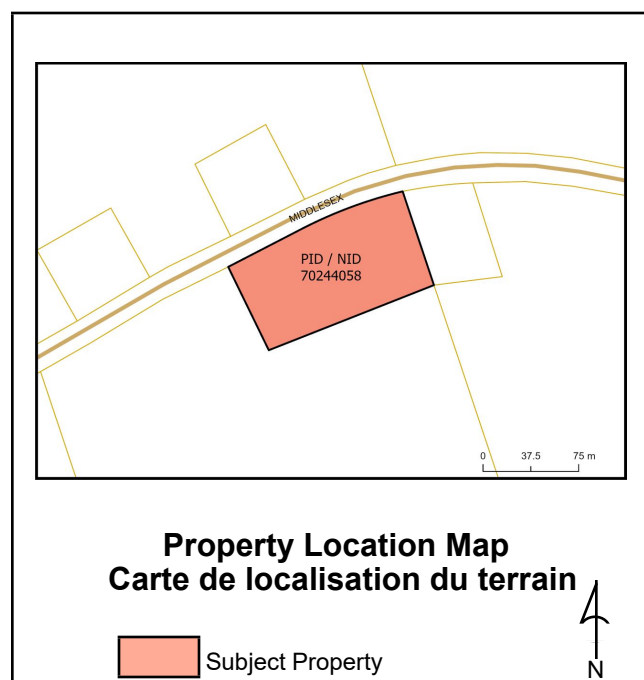 MIDDLESEX
PID / NID
70244058
0 37.5 75 m
Property Location Map
Carte de localisation du terrain
Subject Property
N